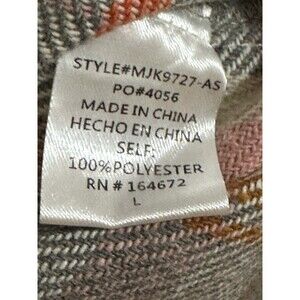 STYLE#MJK9727-AS
PO#4056
MADE IN CHINA
HECHO EN CHINA
SELF:
100%POLYESTER
RN # 164672
L